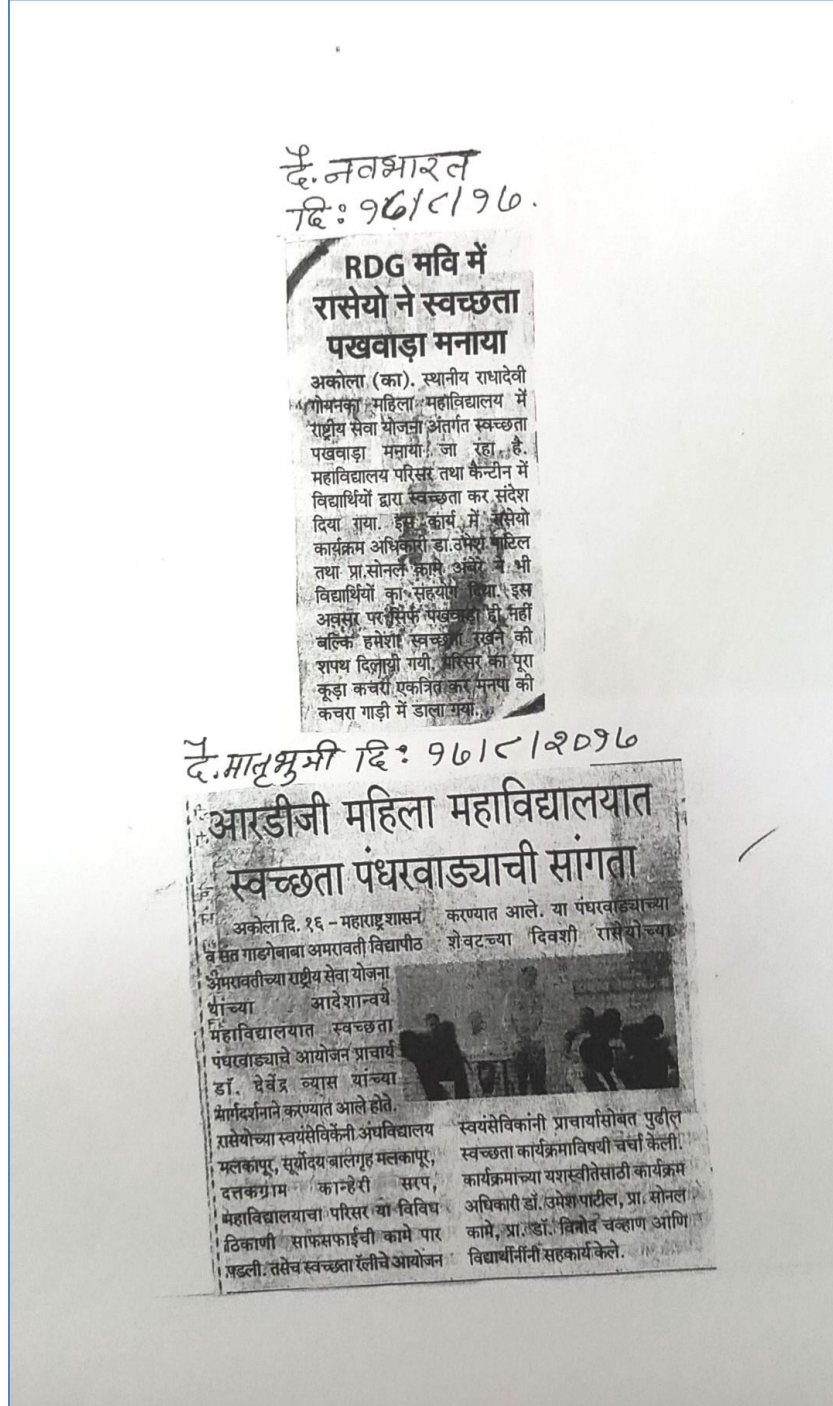 दै. नवभारत
दि: १७/८/१७.
RDG मवि में
रासेयो ने स्वच्छता
पखवाड़ा मनाया
अकोला (का). स्थानीय राधादेवी
गोयनका महिला महाविद्यालय में
राष्ट्रीय सेवा योजना अंतर्गत स्वच्छता
पखवाड़ा मनाया जा रहा है.
महाविद्यालय परिसर तथा कैन्टीन में
विद्यार्थियों द्वारा स्वच्छता कर संदेश
दिया गया. इस कार्य में रासेयो
कार्यक्रम अधिकारी डा.उमेश पाटिल
तथा प्रा.सोनल कामे अंबेरे ने भी
विद्यार्थियों का सहयोग दिया. इस
अवसर पर सिर्फ पखवाड़ा ही नहीं
बल्कि हमेशा स्वच्छता रखने की
शपथ दिलायी गयी. परिसर का पूरा
कूड़ा कचरा एकत्रित कर मनपा की
कचरा गाड़ी में डाला गया.
दै. मातृभुमी दि: १७/८/२०१७
आरडीजी महिला महाविद्यालयात
स्वच्छता पंधरवाड्याची सांगता
अकोला दि. १६ – महाराष्ट्र शासन
व संत गाडगेबाबा अमरावती विद्यापीठ
अमरावतीच्या राष्ट्रीय सेवा योजना
यांच्या आदेशान्वये
महाविद्यालयात स्वच्छता
पंधरवाड्याचे आयोजन प्राचार्य
डॉ. देवेंद्र व्यास यांच्या
मार्गदर्शनाने करण्यात आले होते.
रासेयोच्या स्वयंसेविकेंनी अंधविद्यालय
मलकापूर, सूर्योदय बालगृह मलकापूर,
दत्तकग्राम कान्हेरी सरप,
महाविद्यालयाचा परिसर या विविध
ठिकाणी साफसफाईची कामे पार
पडली. तसेच स्वच्छता रॅलीचे आयोजन
करण्यात आले. या पंधरवाड्याच्या
शेवटच्या दिवशी रासेयोच्या
स्वयंसेविकांनी प्राचार्यासोबत पुढील
स्वच्छता कार्यक्रमाविषयी चर्चा केली.
कार्यक्रमाच्या यशस्वीतेसाठी कार्यक्रम
अधिकारी डॉ. उमेश पाटील, प्रा. सोनल
कामे, प्रा. डॉ. विनोद चव्हाण आणि
विद्यार्थीनींनी सहकार्य केले.